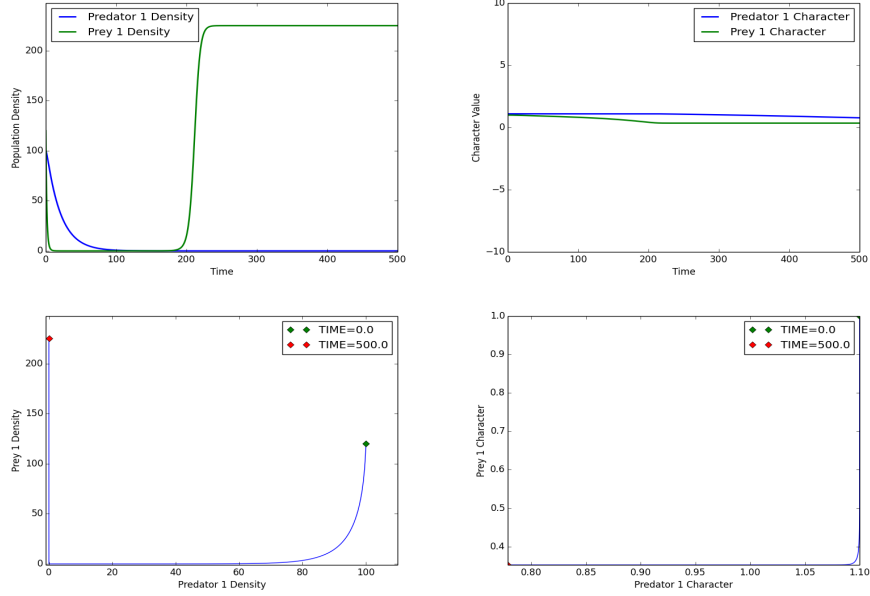 Predator 1 Density
Prey 1 Density
Population Density
200
150
100
50
0
0
100
200
300
400
500
Time
Predator 1 Character
Prey 1 Character
Character Value
10
5
0
−5
−10
0
100
200
300
400
500
Time
TIME=0.0
TIME=500.0
Prey 1 Density
200
150
100
50
0
0
20
40
60
80
100
Predator 1 Density
TIME=0.0
TIME=500.0
Prey 1 Character
1.0
0.9
0.8
0.7
0.6
0.5
0.4
0.80
0.85
0.90
0.95
1.00
1.05
1.10
Predator 1 Character